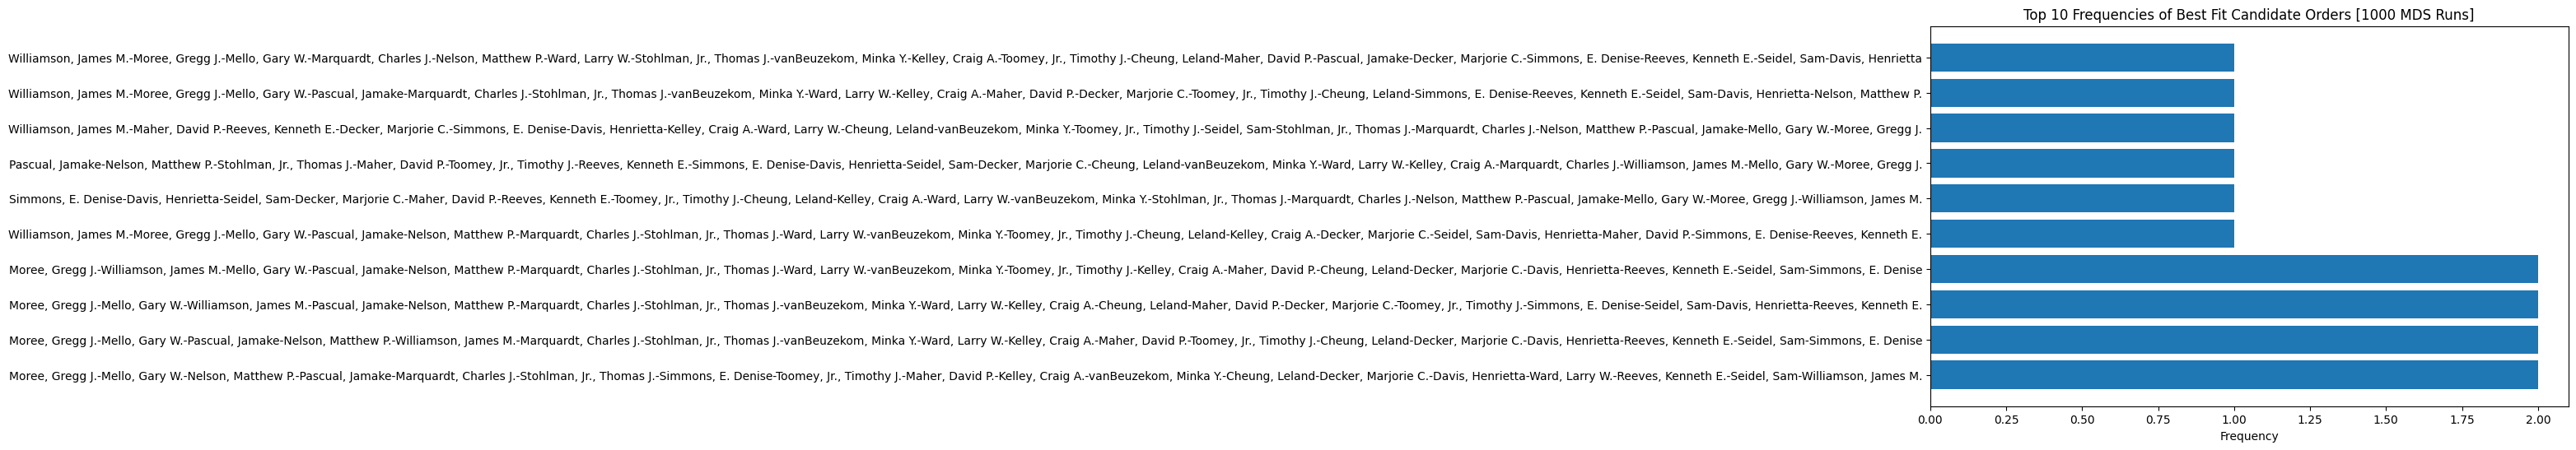 Top 10 Frequencies of Best Fit Candidate Orders [1000 MDS Runs]
Williamson, James M.-Moree, Gregg J.-Mello, Gary W.-Marquardt, Charles J.-Nelson, Matthew P.-Ward, Larry W.-Stohlman, Jr., Thomas J.-vanBeuzekom, Minka Y.-Kelley, Craig A.-Toomey, Jr., Timothy J.-Cheung, Leland-Maher, David P.-Pascual, Jamake-Decker, Marjorie C.-Simmons, E. Denise-Reeves, Kenneth E.-Seidel, Sam-Davis, Henrietta
Williamson, James M.-Moree, Gregg J.-Mello, Gary W.-Pascual, Jamake-Marquardt, Charles J.-Stohlman, Jr., Thomas J.-vanBeuzekom, Minka Y.-Ward, Larry W.-Kelley, Craig A.-Maher, David P.-Decker, Marjorie C.-Toomey, Jr., Timothy J.-Cheung, Leland-Simmons, E. Denise-Reeves, Kenneth E.-Seidel, Sam-Davis, Henrietta-Nelson, Matthew P.
Williamson, James M.-Maher, David P.-Reeves, Kenneth E.-Decker, Marjorie C.-Simmons, E. Denise-Davis, Henrietta-Kelley, Craig A.-Ward, Larry W.-Cheung, Leland-vanBeuzekom, Minka Y.-Toomey, Jr., Timothy J.-Seidel, Sam-Stohlman, Jr., Thomas J.-Marquardt, Charles J.-Nelson, Matthew P.-Pascual, Jamake-Mello, Gary W.-Moree, Gregg J.
Pascual, Jamake-Nelson, Matthew P.-Stohlman, Jr., Thomas J.-Maher, David P.-Toomey, Jr., Timothy J.-Reeves, Kenneth E.-Simmons, E. Denise-Davis, Henrietta-Seidel, Sam-Decker, Marjorie C.-Cheung, Leland-vanBeuzekom, Minka Y.-Ward, Larry W.-Kelley, Craig A.-Marquardt, Charles J.-Williamson, James M.-Mello, Gary W.-Moree, Gregg J.
Simmons, E. Denise-Davis, Henrietta-Seidel, Sam-Decker, Marjorie C.-Maher, David P.-Reeves, Kenneth E.-Toomey, Jr., Timothy J.-Cheung, Leland-Kelley, Craig A.-Ward, Larry W.-vanBeuzekom, Minka Y.-Stohlman, Jr., Thomas J.-Marquardt, Charles J.-Nelson, Matthew P.-Pascual, Jamake-Mello, Gary W.-Moree, Gregg J.-Williamson, James M.
Williamson, James M.-Moree, Gregg J.-Mello, Gary W.-Pascual, Jamake-Nelson, Matthew P.-Marquardt, Charles J.-Stohlman, Jr., Thomas J.-Ward, Larry W.-vanBeuzekom, Minka Y.-Toomey, Jr., Timothy J.-Cheung, Leland-Kelley, Craig A.-Decker, Marjorie C.-Seidel, Sam-Davis, Henrietta-Maher, David P.-Simmons, E. Denise-Reeves, Kenneth E.
Moree, Gregg J.-Williamson, James M.-Mello, Gary W.-Pascual, Jamake-Nelson, Matthew P.-Marquardt, Charles J.-Stohlman, Jr., Thomas J.-Ward, Larry W.-vanBeuzekom, Minka Y.-Toomey, Jr., Timothy J.-Kelley, Craig A.-Maher, David P.-Cheung, Leland-Decker, Marjorie C.-Davis, Henrietta-Reeves, Kenneth E.-Seidel, Sam-Simmons, E. Denise
Moree, Gregg J.-Mello, Gary W.-Williamson, James M.-Pascual, Jamake-Nelson, Matthew P.-Marquardt, Charles J.-Stohlman, Jr., Thomas J.-vanBeuzekom, Minka Y.-Ward, Larry W.-Kelley, Craig A.-Cheung, Leland-Maher, David P.-Decker, Marjorie C.-Toomey, Jr., Timothy J.-Simmons, E. Denise-Seidel, Sam-Davis, Henrietta-Reeves, Kenneth E.
Moree, Gregg J.-Mello, Gary W.-Pascual, Jamake-Nelson, Matthew P.-Williamson, James M.-Marquardt, Charles J.-Stohlman, Jr., Thomas J.-vanBeuzekom, Minka Y.-Ward, Larry W.-Kelley, Craig A.-Maher, David P.-Toomey, Jr., Timothy J.-Cheung, Leland-Decker, Marjorie C.-Davis, Henrietta-Reeves, Kenneth E.-Seidel, Sam-Simmons, E. Denise
Moree, Gregg J.-Mello, Gary W.-Nelson, Matthew P.-Pascual, Jamake-Marquardt, Charles J.-Stohlman, Jr., Thomas J.-Simmons, E. Denise-Toomey, Jr., Timothy J.-Maher, David P.-Kelley, Craig A.-vanBeuzekom, Minka Y.-Cheung, Leland-Decker, Marjorie C.-Davis, Henrietta-Ward, Larry W.-Reeves, Kenneth E.-Seidel, Sam-Williamson, James M.
0.00 0.25 0.50 0.75 1.00 1.25 1.50 1.75 2.00
Frequency